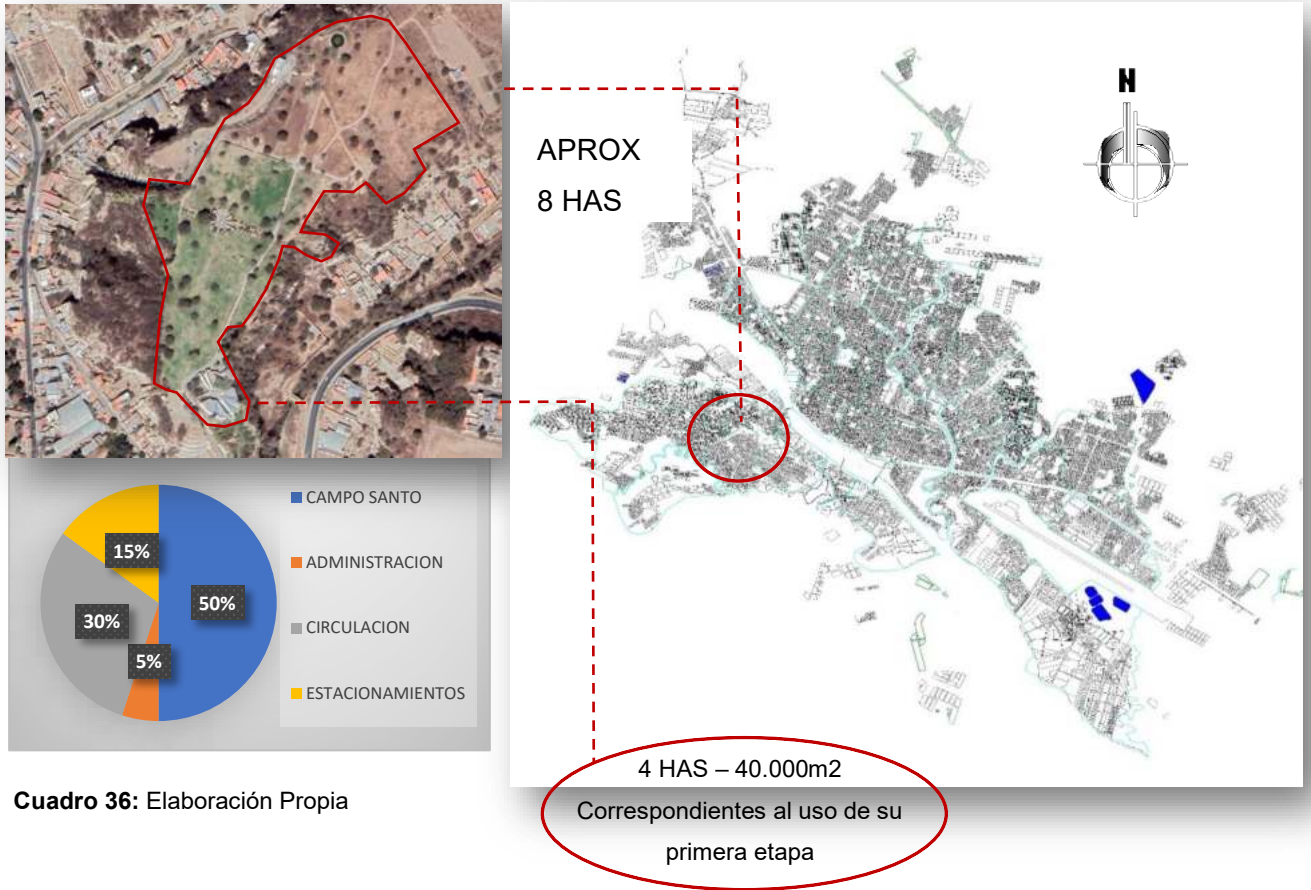 APROX
8 HAS
N
CAMPO SANTO
ADMINISTRACION
CIRCULACION
ESTACIONAMIENTOS
15%
50%
30%
5%
Cuadro 36: Elaboración Propia
4 HAS – 40.000m2
Correspondientes al uso de su
primera etapa